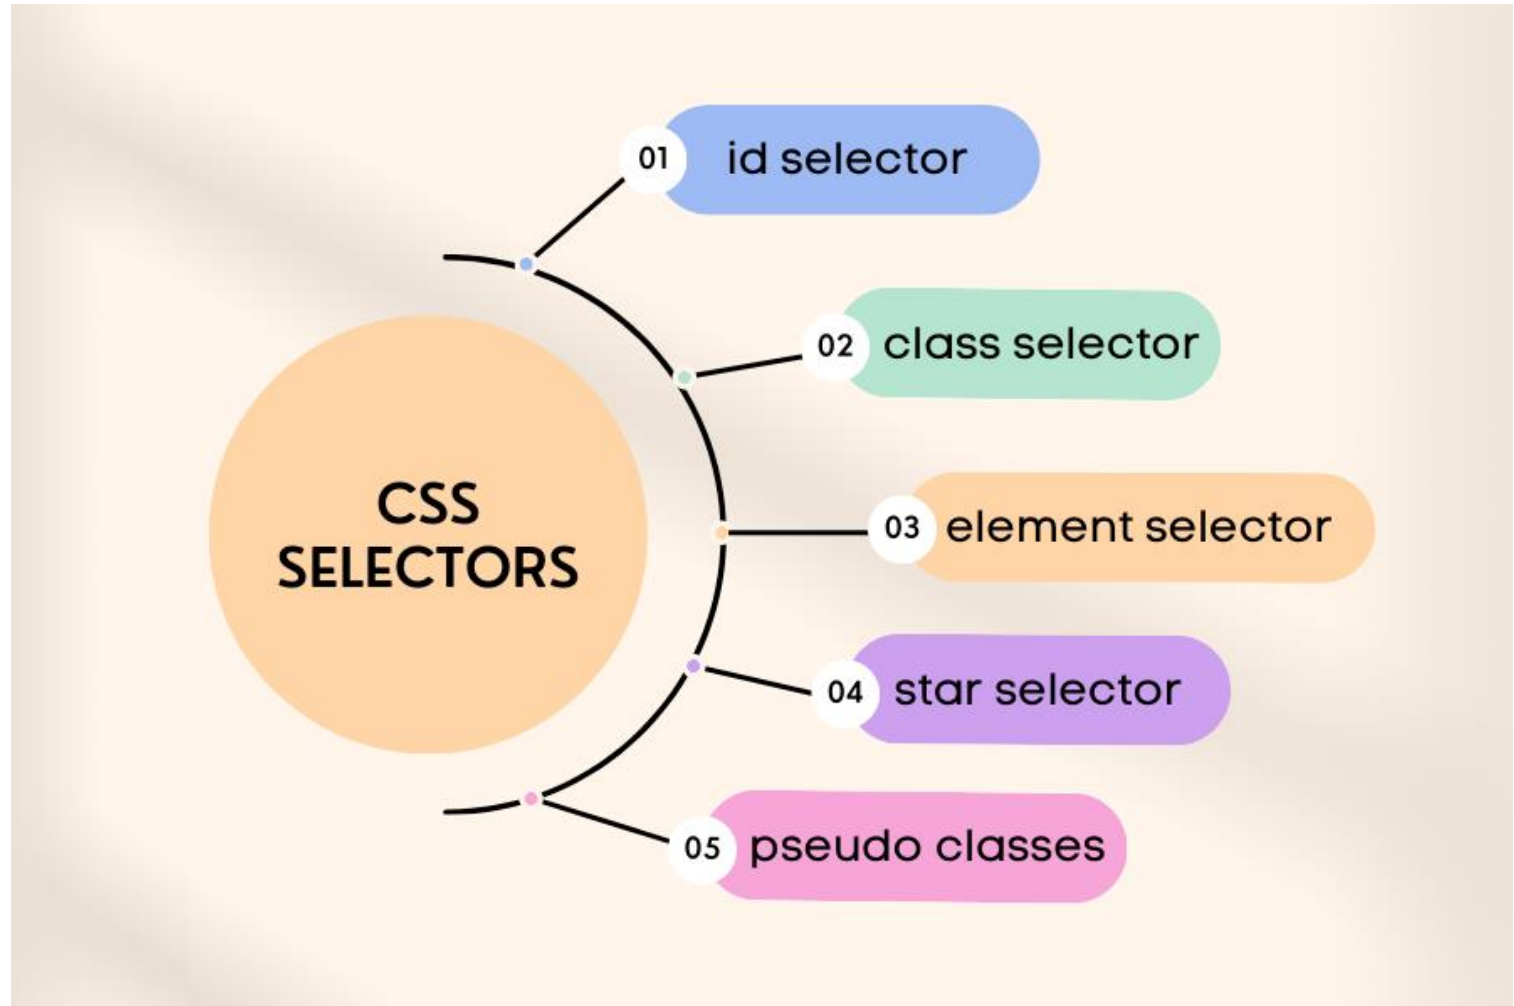 CSS
SELECTORS
01
id selector
02
class selector
03
element selector
04
star selector
05
pseudo classes